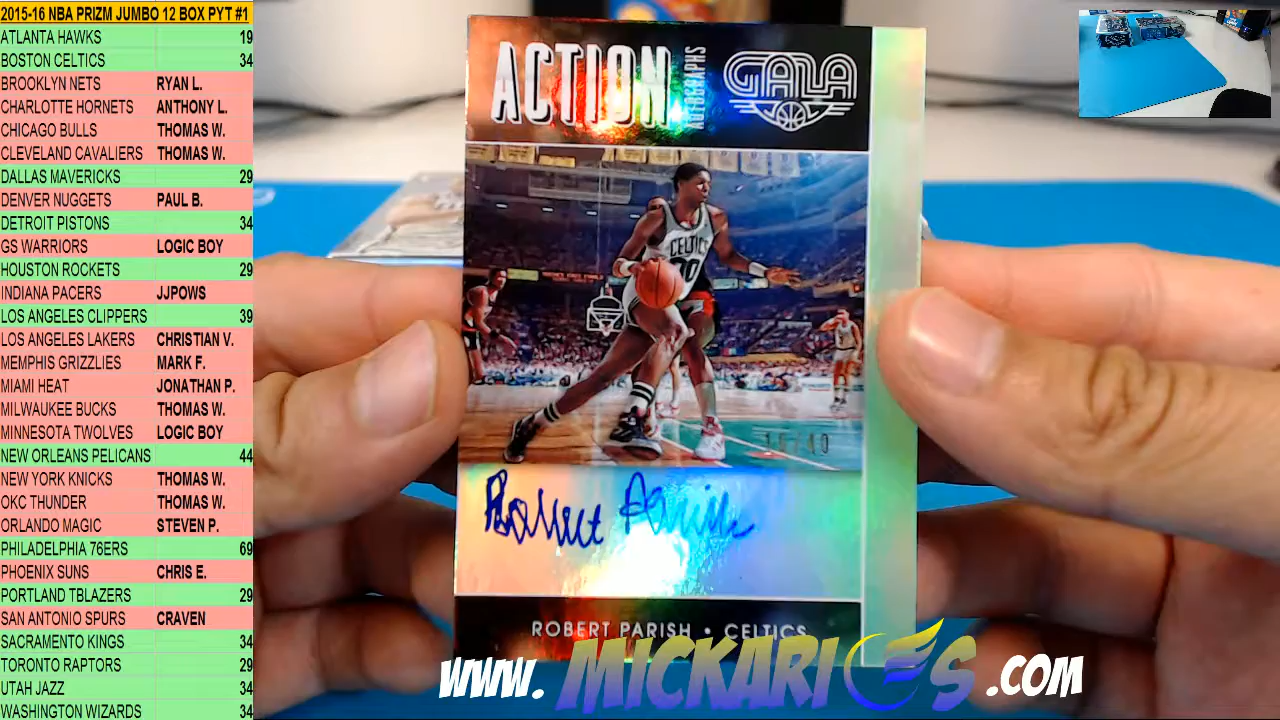 2015-16 NBA PRIZM JUMBO 12 BOX PYT #1
ATLANTA HAWKS 19
BOSTON CELTICS 34
BROOKLYN NETS RYAN L.
CHARLOTTE HORNETS ANTHONY L.
CHICAGO BULLS THOMAS W.
CLEVELAND CAVALIERS THOMAS W.
DALLAS MAVERICKS 29
DENVER NUGGETS PAUL B.
DETROIT PISTONS 34
GS WARRIORS LOGIC BOY
HOUSTON ROCKETS 29
INDIANA PACERS JJPOWS
LOS ANGELES CLIPPERS 39
LOS ANGELES LAKERS CHRISTIAN V.
MEMPHIS GRIZZLIES MARK F.
MIAMI HEAT JONATHAN P.
MILWAUKEE BUCKS THOMAS W.
MINNESOTA TWOLVES LOGIC BOY
NEW ORLEANS PELICANS 44
NEW YORK KNICKS THOMAS W.
OKC THUNDER THOMAS W.
ORLANDO MAGIC STEVEN P.
PHILADELPHIA 76ERS 69
PHOENIX SUNS CHRIS E.
PORTLAND TBLAZERS 29
SAN ANTONIO SPURS CRAVEN
SACRAMENTO KINGS 34
TORONTO RAPTORS 29
UTAH JAZZ 34
WASHINGTON WIZARDS 34
ACTION AUTOGRAPHS GALA
CELTICS
00
Robert Parish
ROBERT PARISH • CELTICS
www.MICKARIOS.com